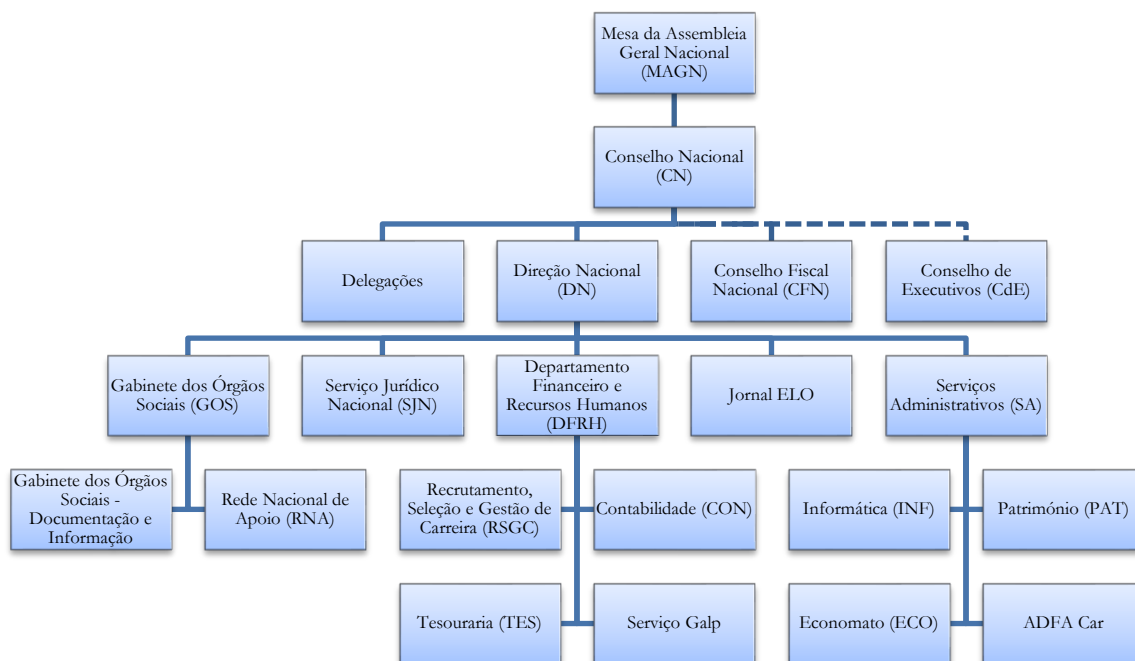 Mesa da Assembleia
Geral Nacional
(MAGN)
Conselho Nacional
(CN)
Delegações
Direção Nacional
(DN)
Conselho Fiscal
Nacional (CFN)
Conselho de
Executivos (CdE)
Gabinete dos Órgãos
Sociais (GOS)
Serviço Jurídico
Nacional (SJN)
Departamento
Financeiro e
Recursos Humanos
(DFRH)
Jornal ELO
Serviços
Administrativos (SA)
Gabinete dos Órgãos
Sociais -
Documentação e
Informação
Rede Nacional de
Apoio (RNA)
Recrutamento,
Seleção e Gestão de
Carreira (RSGC)
Contabilidade (CON)
Informática (INF)
Património (PAT)
Tesouraria (TES)
Serviço Galp
Economato (ECO)
ADFA Car